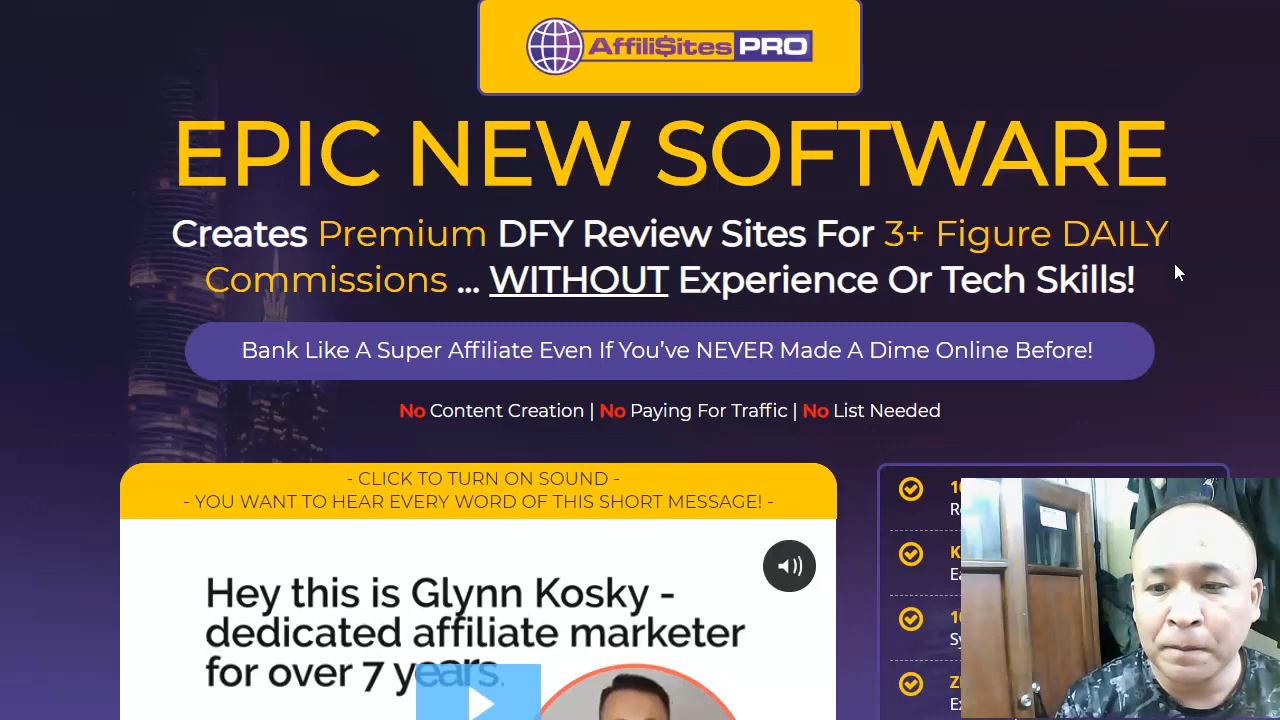 Affili$ites PRO
EPIC NEW SOFTWARE
Creates Premium DFY Review Sites For 3+ Figure DAILY
Commissions ... WITHOUT Experience Or Tech Skills!
Bank Like A Super Affiliate Even If You’ve NEVER Made A Dime Online Before!
No Content Creation | No Paying For Traffic | No List Needed
- CLICK TO TURN ON SOUND -
- YOU WANT TO HEAR EVERY WORD OF THIS SHORT MESSAGE! -
Hey this is Glynn Kosky -
dedicated affiliate marketer
for over 7 years.